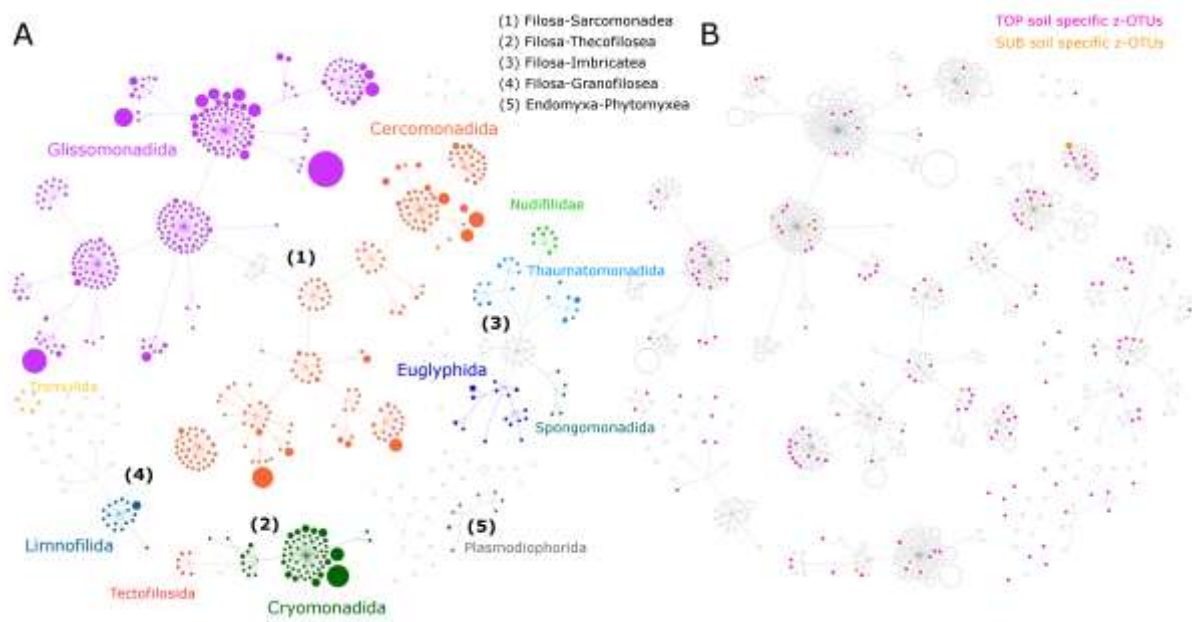 A
(1) Filosa-Sarcomonadea
(2) Filosa-Thecofilosea
(3) Filosa-Imbricatea
(4) Filosa-Granofilosea
(5) Endomyxa-Phytomyxea
B
TOP soil specific z-OTUs
SUB soil specific z-OTUs
Glissomonadida
Cercomonadida
Nudifilidae
(1)
Thaumatomonadida
(3)
Euglyphida
Tremulida
Spongomonadida
(4)
(2)
(5)
Limnofilida
Plasmodiophorida
Tectofilosida
Cryomonadida